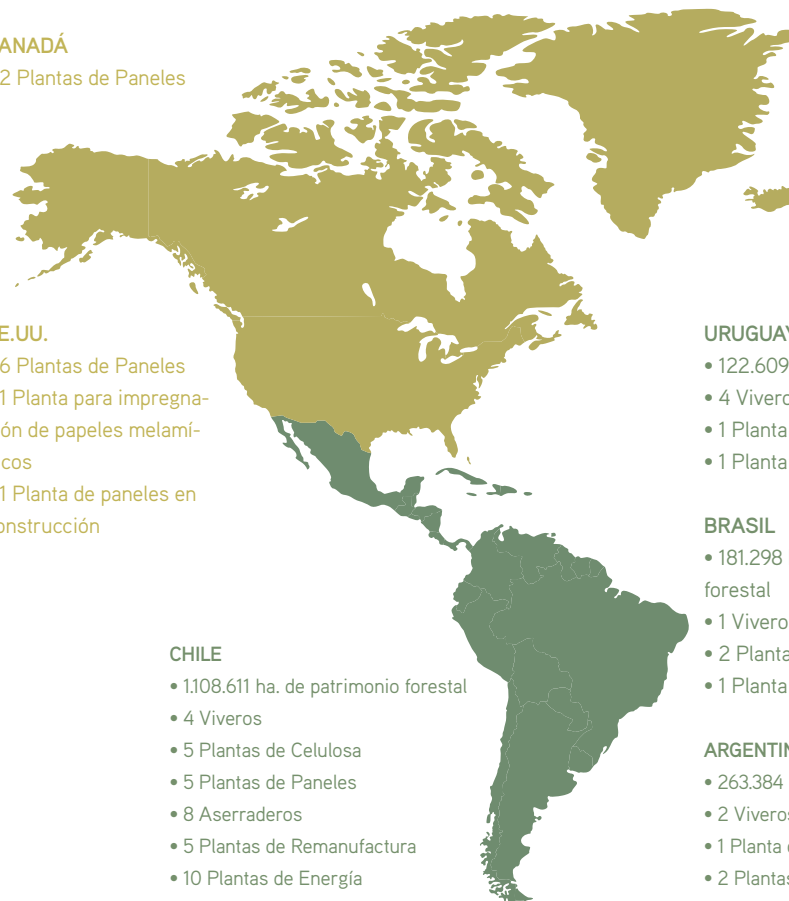 ANADÁ
2 Plantas de Paneles
E.UU.
6 Plantas de Paneles
1 Planta para impregna-
ón de papeles melamí-
cos
1 Planta de paneles en
onstrucción
CHILE
• 1.108.611 ha. de patrimonio forestal
• 4 Viveros
• 5 Plantas de Celulosa
• 5 Plantas de Paneles
• 8 Aserraderos
• 5 Plantas de Remanufactura
• 10 Plantas de Energía
URUGUAY
• 122.609
• 4 Vivero
• 1 Planta
• 1 Planta
BRASIL
• 181.298
forestal
• 1 Vivero
• 2 Planta
• 1 Planta
ARGENTIN
• 263.384
• 2 Viveros
• 1 Planta
• 2 Plantas